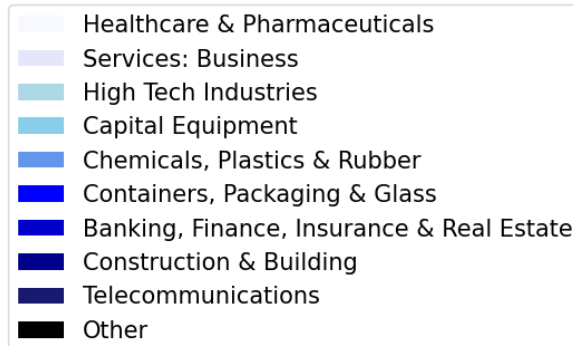 Healthcare & Pharmaceuticals
Services: Business
High Tech Industries
Capital Equipment
Chemicals, Plastics & Rubber
Containers, Packaging & Glass
Banking, Finance, Insurance & Real Estate
Construction & Building
Telecommunications
Other